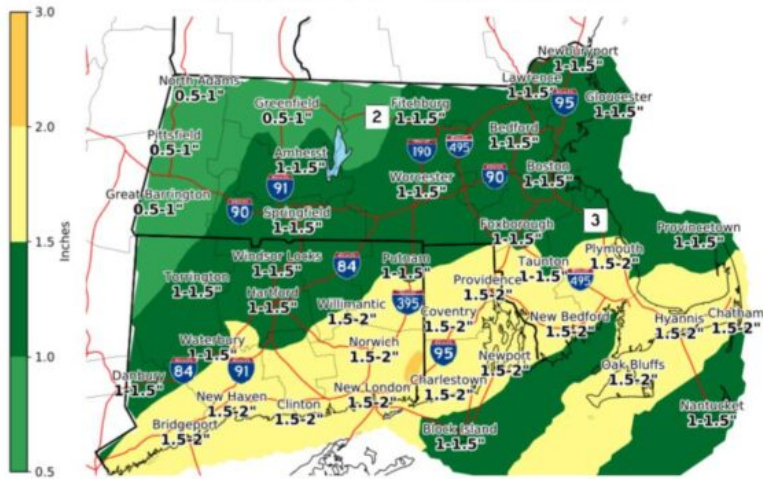 3.0
2.0
1.5
1.0
0.5
Inches
North Adams
0.5-1"
Greenfield
0.5-1"
2
Fitchburg
1-1.5"
Lawrence
1-1.5"
Newburyport
1-1.5"
95
Gloucester
1-1.5"
Pittsfield
0.5-1"
Amherst
1-1.5"
190
495
Bedford
1-1.5"
Great Barrington
0.5-1"
91
90
Worcester
1-1.5"
90
Boston
1-1.5"
Springfield
1-1.5"
Foxborough
1-1.5"
3
Provincetown
1-1.5"
Windsor Locks
1-1.5"
84
Putnam
1-1.5"
Taunton
1-1.5"
Plymouth
1.5-2"
495
Torrington
1-1.5"
Hartford
1-1.5"
Willimantic
1.5-2"
395
Coventry
1.5-2"
Providence
1.5-2"
New Bedford
1.5-2"
Hyannis
1.5-2"
Chatham
1.5-2"
Waterbury
1-1.5"
84
91
Norwich
1.5-2"
95
Newport
1.5-2"
Oak Bluffs
1.5-2"
Danbury
1-1.5"
New Haven
1.5-2"
Clinton
1.5-2"
New London
1.5-2"
Charlestown
1.5-2"
Nantucket
1-1.5"
Bridgeport
1.5-2"
Block Island
1-1.5"